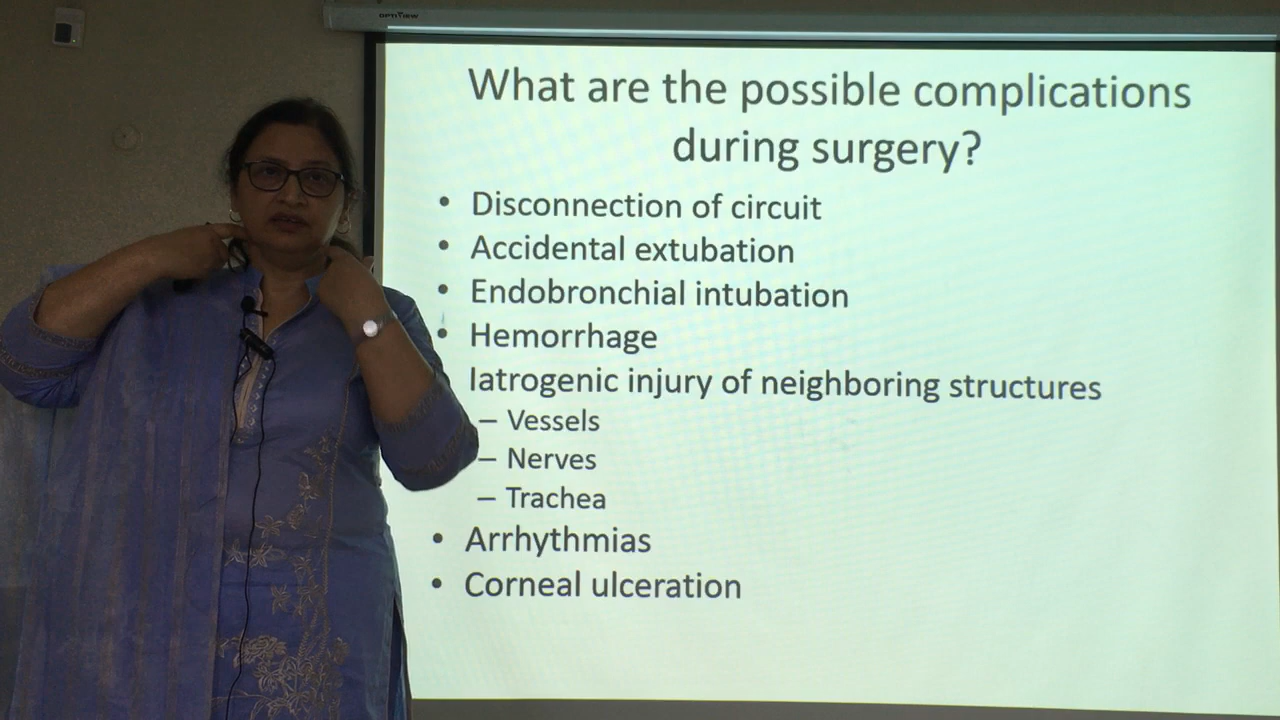 OPTIVIEW
What are the possible complications
during surgery?
• Disconnection of circuit
• Accidental extubation
• Endobronchial intubation
• Hemorrhage
Iatrogenic injury of neighboring structures
– Vessels
– Nerves
– Trachea
• Arrhythmias
• Corneal ulceration